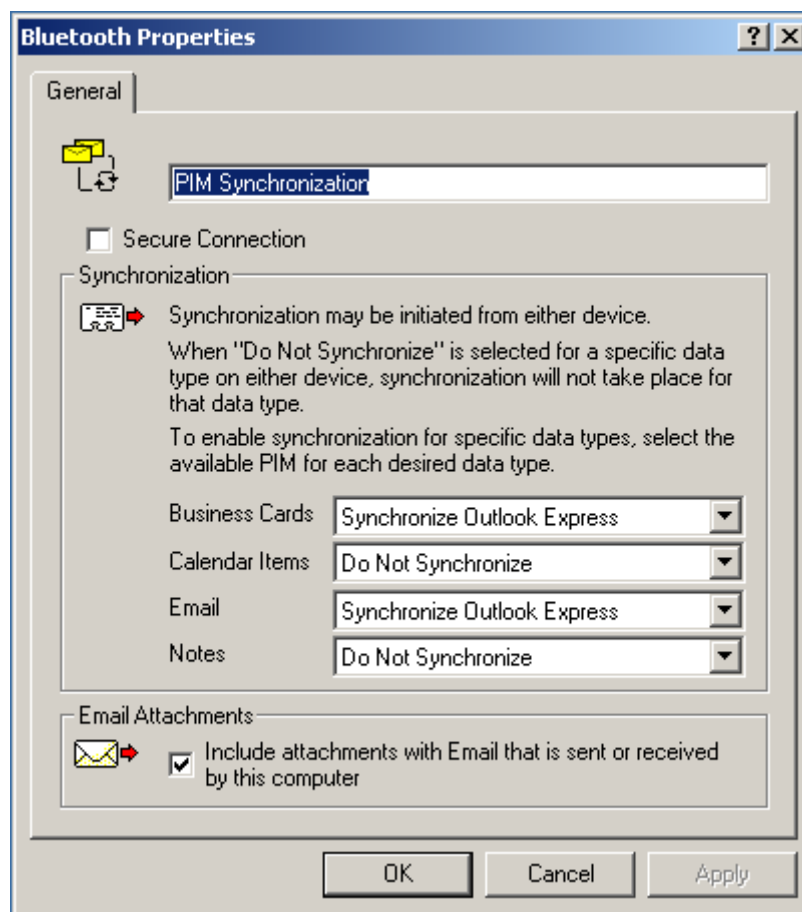 Bluetooth Properties
General
PIM Synchronization
Secure Connection
Synchronization
Synchronization may be initiated from either device.
When "Do Not Synchronize" is selected for a specific data
type on either device, synchronization will not take place for
that data type.
To enable synchronization for specific data types, select the
available PIM for each desired data type.
Business Cards Synchronize Outlook Express
Calendar Items Do Not Synchronize
Email Synchronize Outlook Express
Notes Do Not Synchronize
Email Attachments
Include attachments with Email that is sent or received
by this computer
OK Cancel Apply